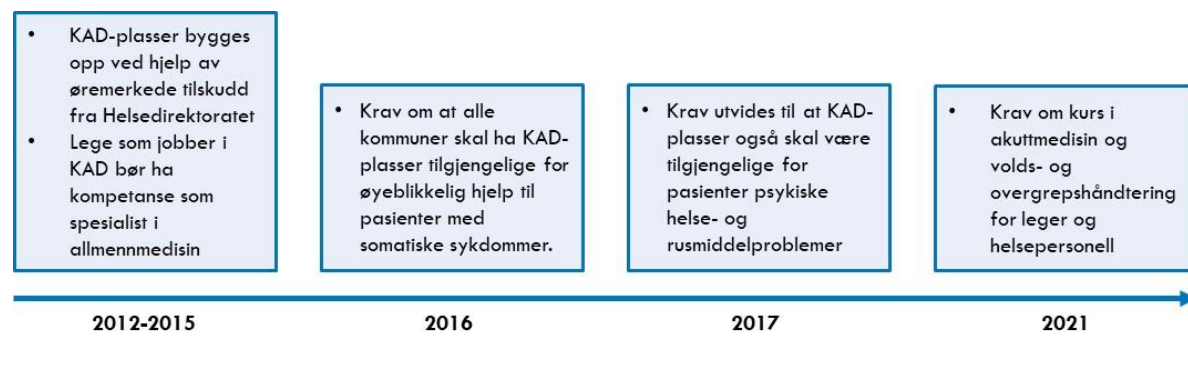 • KAD-plasser bygges
opp ved hjelp av
øremerkede tilskudd
fra Helsedirektoratet
• Lege som jobber i
KAD bør ha
kompetanse som
spesialist i
allmennmedisin
• Krav om at alle
kommuner skal ha KAD-
plasser tilgjengelige for
øyeblikkelig hjelp til
pasienter med
somatiske sykdommer.
• Krav utvides til at KAD-
plasser også skal være
tilgjengelige for
pasienter psykiske
helse- og
rusmiddelproblemer
• Krav om kurs i
akuttmedisin og
volds- og
overgrepshåndtering
for leger og
helsepersonell
2012-2015
2016
2017
2021